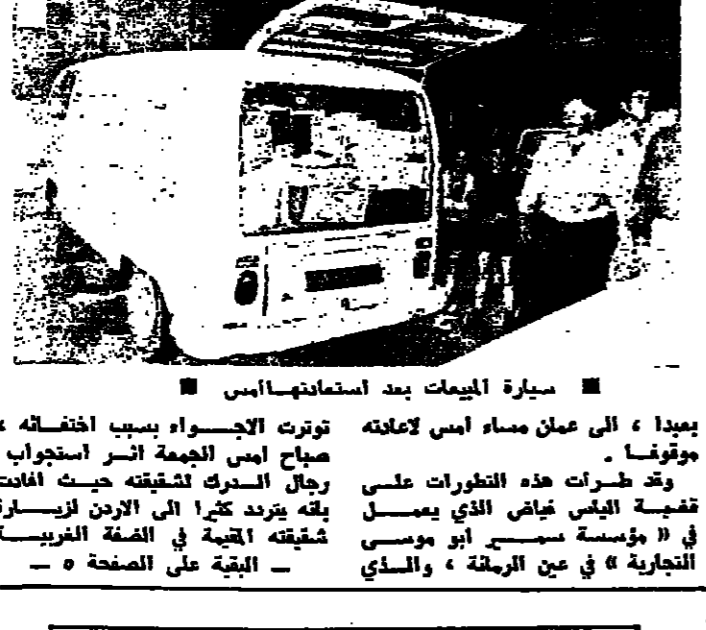 ■ سيارة المبيعات بعد استعادتها أمس ■
بعبدا ، الى عمان مساء امس لاعادته
موقوفا .
وقد طرأت هذه التطورات على
قضية الياس فياض الذي يعمل
في « مؤسسة سمير ابو موسى
التجارية » في عين الرمانة ، والذي
توترت الاجواء بسبب اختفائه ،
صباح امس الجمعة اثر استجواب
رجال الدرك لشقيقته حيث افادت
بانه يتردد كثيرا الى الاردن لزيارة
شقيقته المقيمة في الضفة الغربية
— البقية على الصفحة ٥ —